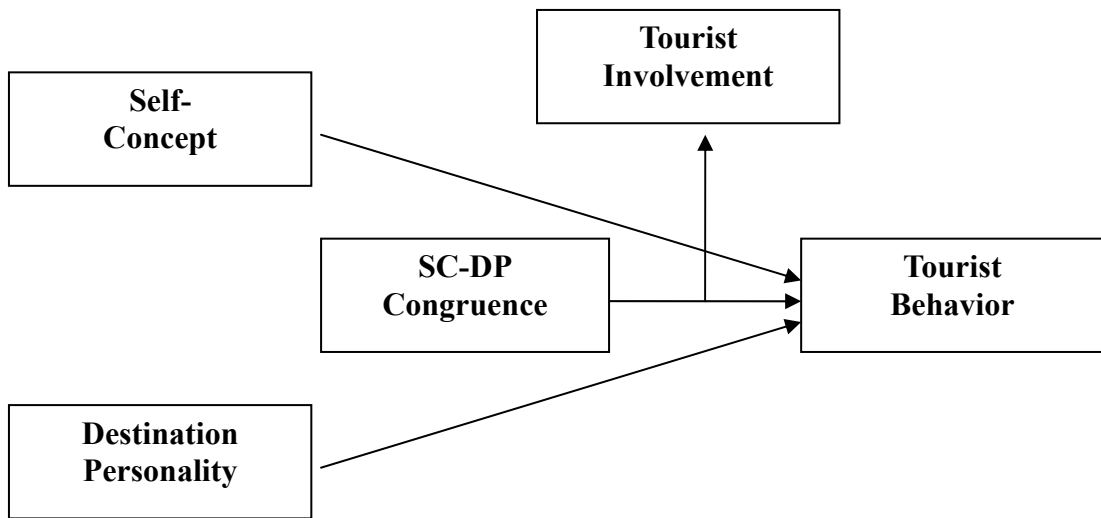 Tourist
Involvement
Self-
Concept
SC-DP
Congruence
Tourist
Behavior
Destination
Personality